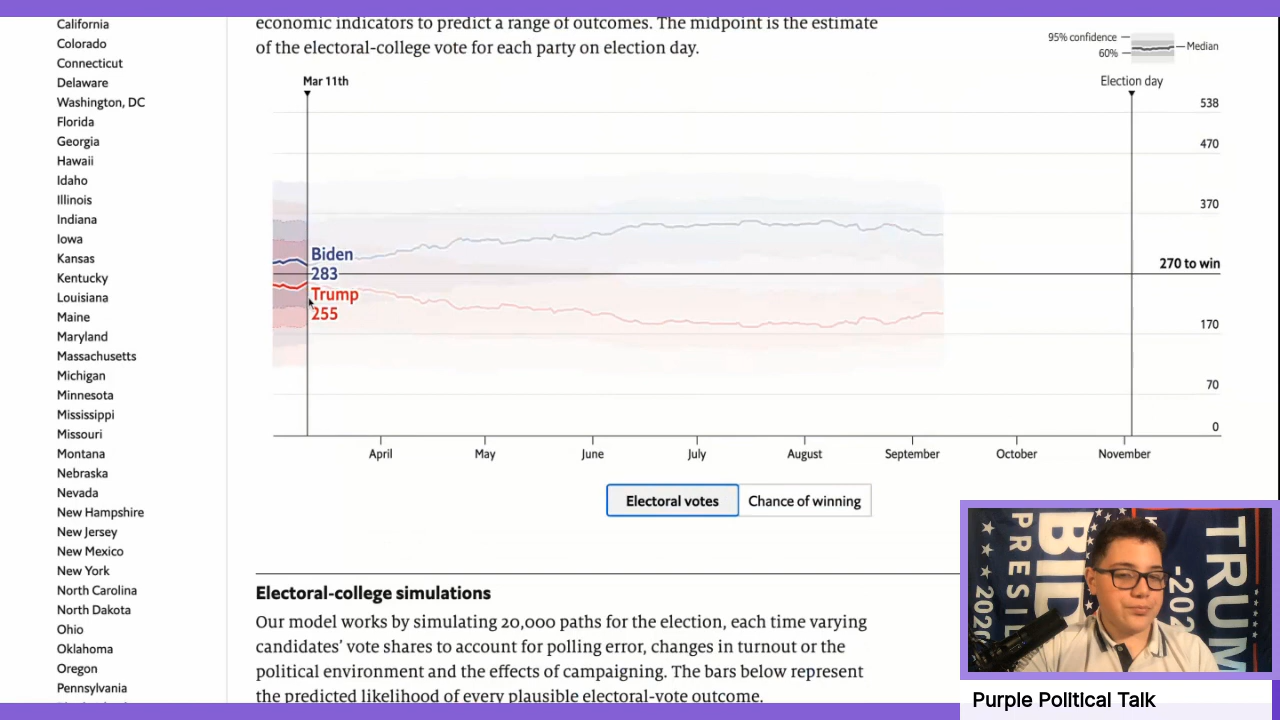 California
Colorado
Connecticut
Delaware
Washington, DC
Florida
Georgia
Hawaii
Idaho
Illinois
Indiana
Iowa
Kansas
Kentucky
Louisiana
Maine
Maryland
Massachusetts
Michigan
Minnesota
Mississippi
Missouri
Montana
Nebraska
Nevada
New Hampshire
New Jersey
New Mexico
New York
North Carolina
North Dakota
Ohio
Oklahoma
Oregon
Pennsylvania
economic indicators to predict a range of outcomes. The midpoint is the estimate
of the electoral-college vote for each party on election day.
95% confidence
60%
Median
Mar 11th
Election day
538
470
370
270 to win
170
70
0
Biden
283
Trump
255
April
May
June
July
August
September
October
November
Electoral votes
Chance of winning
Electoral-college simulations
Our model works by simulating 20,000 paths for the election, each time varying
candidates’ vote shares to account for polling error, changes in turnout or the
political environment and the effects of campaigning. The bars below represent
the predicted likelihood of every plausible electoral-vote outcome.
BID
PRESI
2020
TRUM
Purple Political Talk